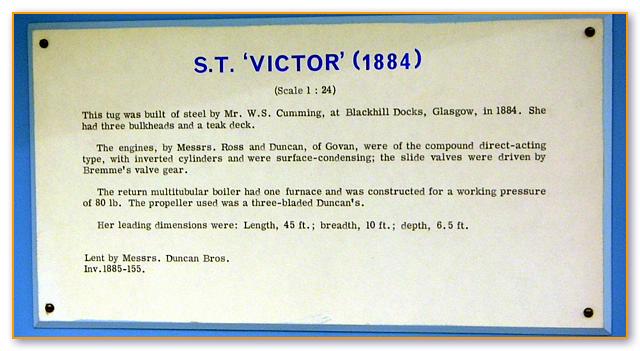 S.T. 'VICTOR' (1884)
(Scale 1 : 24)
This tug was built of steel by Mr. W.S. Cumming, at Blackhill Docks, Glasgow, in 1884. She
had three bulkheads and a teak deck.
The engines, by Messrs. Ross and Duncan, of Govan, were of the compound direct-acting
type, with inverted cylinders and were surface-condensing; the slide valves were driven by
Bremme's valve gear.
The return multitubular boiler had one furnace and was constructed for a working pressure
of 80 lb. The propeller used was a three-bladed Duncan's.
Her leading dimensions were: Length, 45 ft.; breadth, 10 ft.; depth, 6.5 ft.
Lent by Messrs. Duncan Bros.
Inv.1885-155.